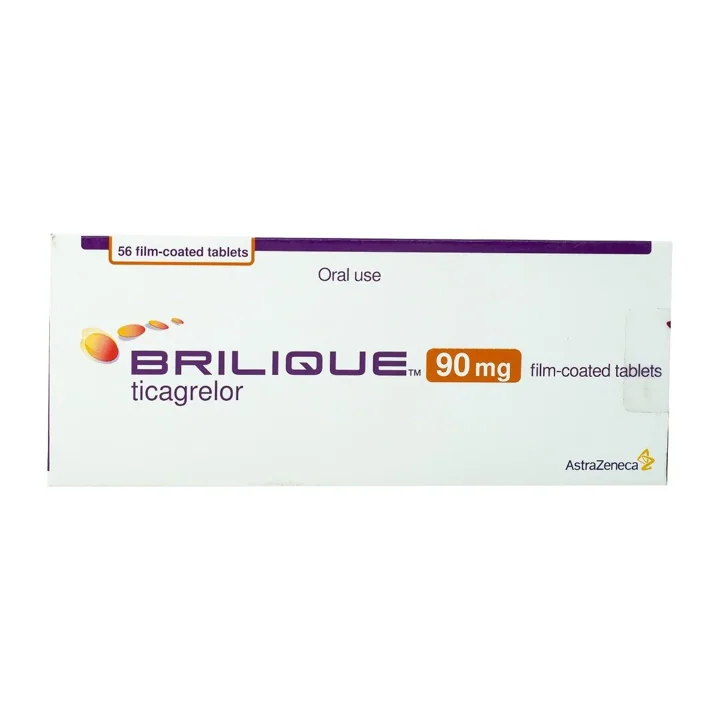 56 film-coated tablets
Oral use
BRILIQUE™ 90 mg film-coated tablets
ticagrelor
AstraZeneca